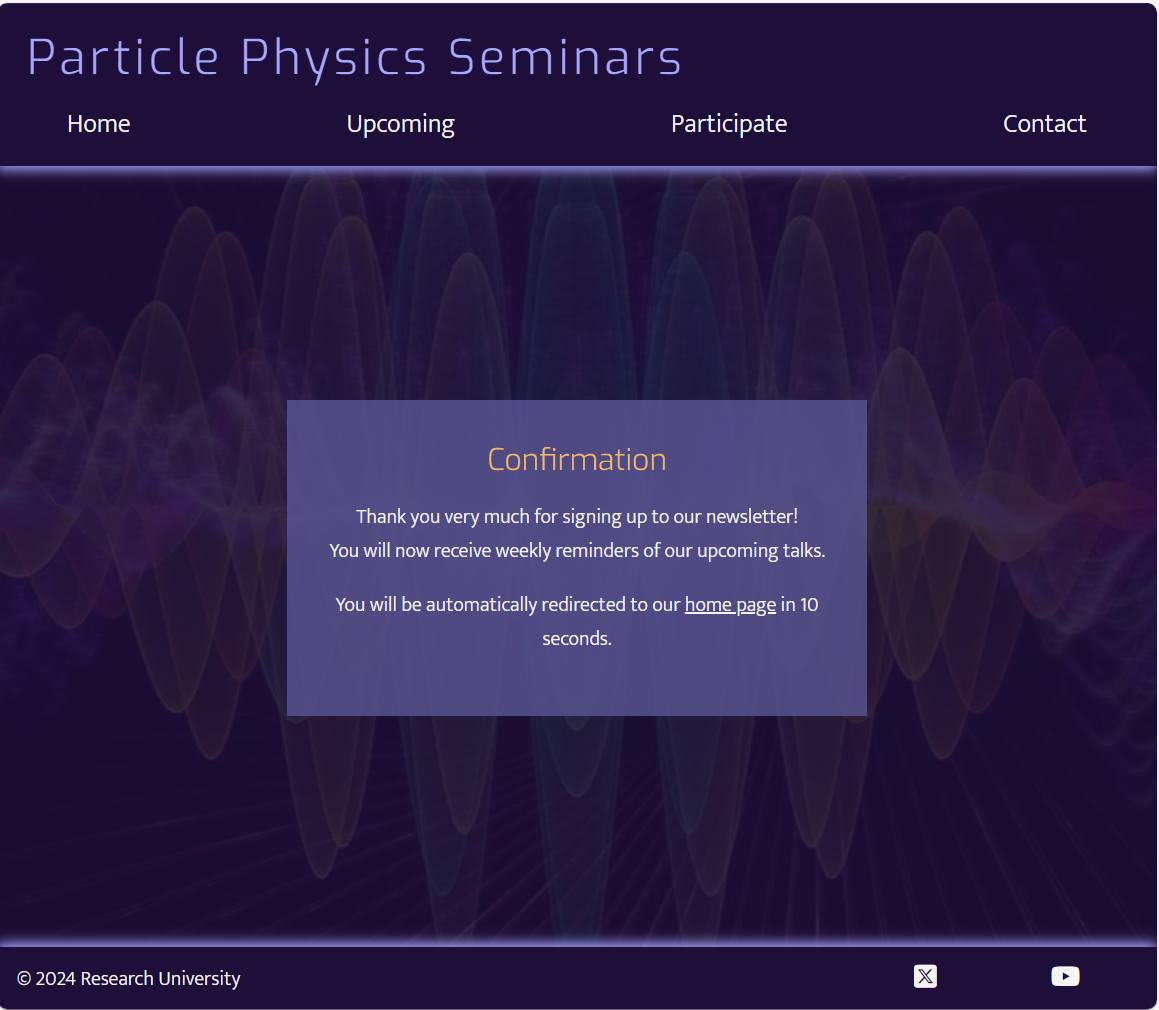 Particle Physics Seminars
Home Upcoming Participate Contact
Confirmation
Thank you very much for signing up to our newsletter!
You will now receive weekly reminders of our upcoming talks.
You will be automatically redirected to our home page in 10
seconds.
© 2024 Research University